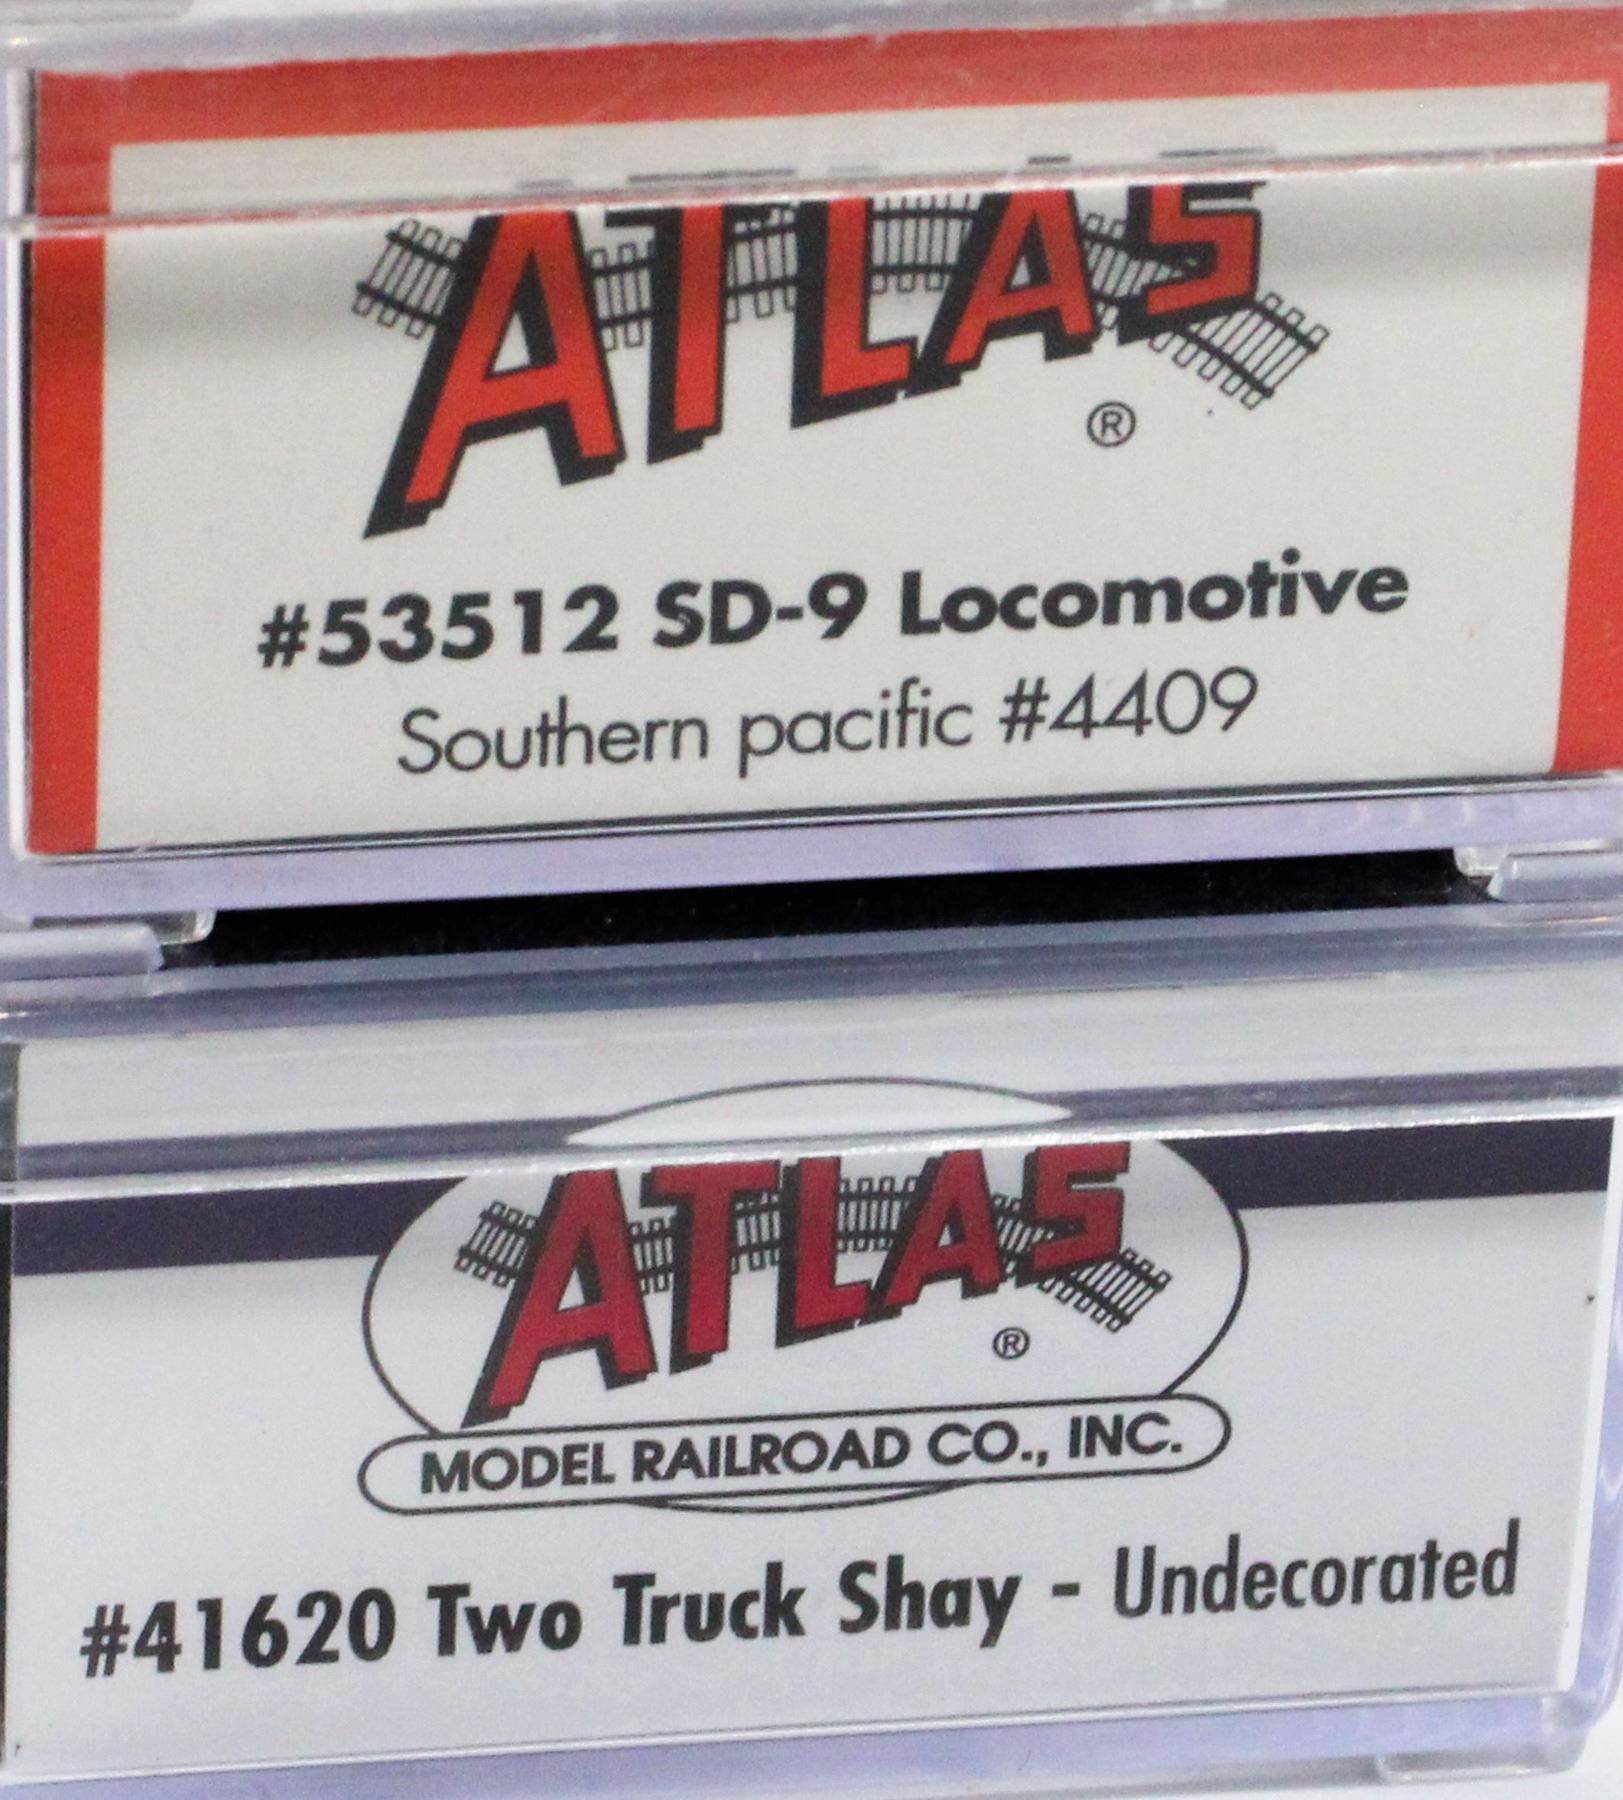 ATLAS
®
#53512 SD-9 Locomotive
Southern pacific #4409
ATLAS
®
MODEL RAILROAD CO., INC.
#41620 Two Truck Shay - Undecorated